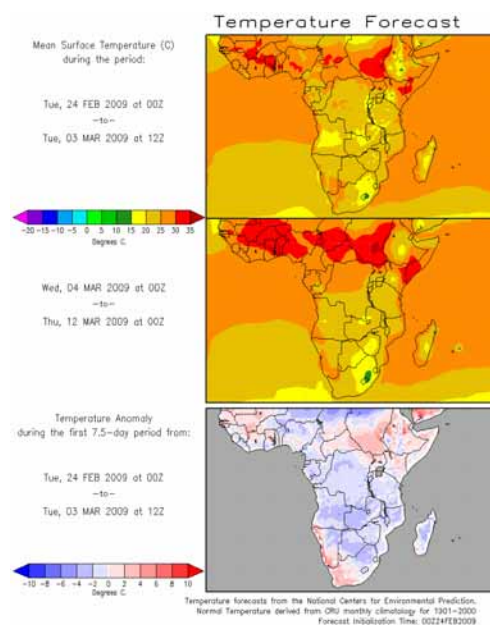 Temperature Forecast
Mean Surface Temperature (C)
during the period:
Tue, 24 FEB 2009 at 00Z
-to-
Tue, 03 MAR 2009 at 12Z
-20 -15 -10 -5 0 5 10 15 20 25 30 35
Degrees C.
Wed, 04 MAR 2009 at 00Z
-to-
Thu, 12 MAR 2009 at 00Z
Temperature Anomaly
during the first 7.5-day period from:
Tue, 24 FEB 2009 at 00Z
-to-
Tue, 03 MAR 2009 at 12Z
-10 -8 -6 -4 -2 0 2 4 6 8 10
Degrees C.
Temperature forecasts from the National Centers for Environmental Prediction.
Normal Temperature derived from CRU monthly climatology for 1901-2000
Forecast Initialization Time: 00Z24FEB2009